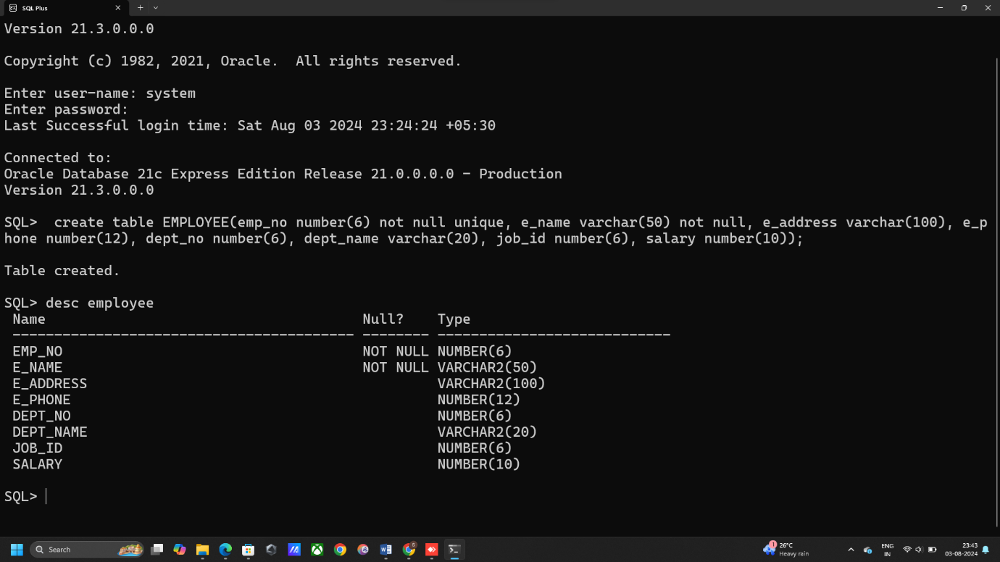 SQL Plus
Version 21.3.0.0.0
Copyright (c) 1982, 2021, Oracle.  All rights reserved.
Enter user-name: system
Enter password:
Last Successful login time: Sat Aug 03 2024 23:24:24 +05:30
Connected to:
Oracle Database 21c Express Edition Release 21.0.0.0.0 - Production
Version 21.3.0.0.0
SQL>  create table EMPLOYEE(emp_no number(6) not null unique, e_name varchar(50) not null, e_address varchar(100), e_p
hone number(12), dept_no number(6), dept_name varchar(20), job_id number(6), salary number(10));
Table created.
SQL> desc employee
Name Null? Type
----------------------------------------- -------- ----------------------------
EMP_NO NOT NULL NUMBER(6)
E_NAME NOT NULL VARCHAR2(50)
E_ADDRESS VARCHAR2(100)
E_PHONE NUMBER(12)
DEPT_NO NUMBER(6)
DEPT_NAME VARCHAR2(20)
JOB_ID NUMBER(6)
SALARY NUMBER(10)
SQL>
Search
1
26°C
Heavy rain
ENG
IN
23:43
03-08-2024